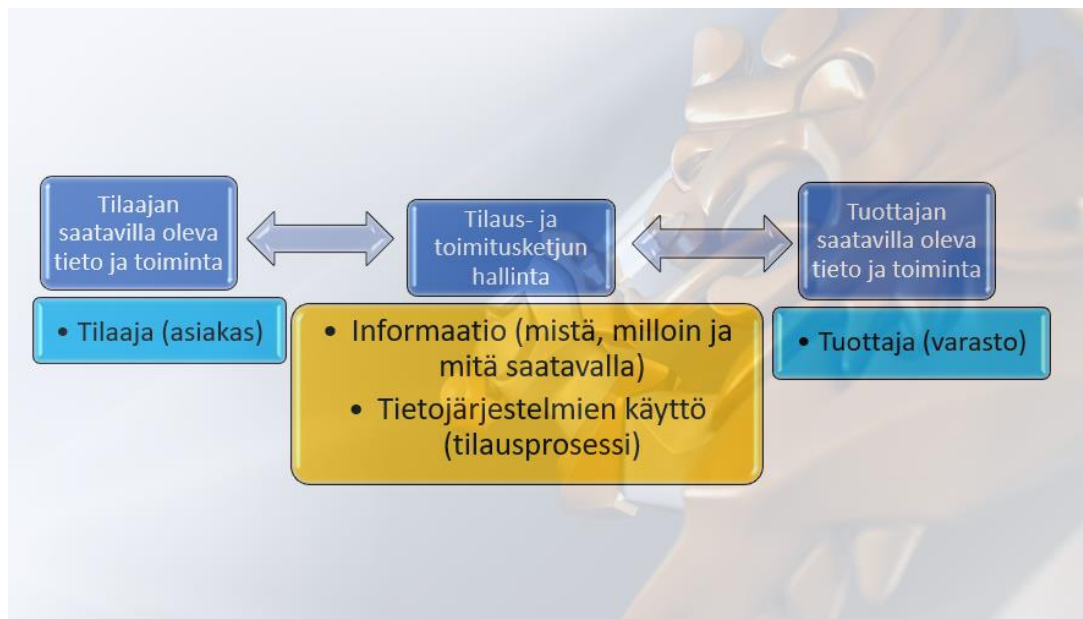 Tilaajan
saatavilla oleva
tieto ja toiminta
• Tilaaja (asiakas)
Tilaus- ja
toimitusketjun
hallinta
• Informaatio (mistä, milloin ja
mitä saatavalla)
• Tietojärjestelmien käyttö
(tilausprosessi)
Tuottajan
saatavilla oleva
tieto ja toiminta
• Tuottaja (varasto)